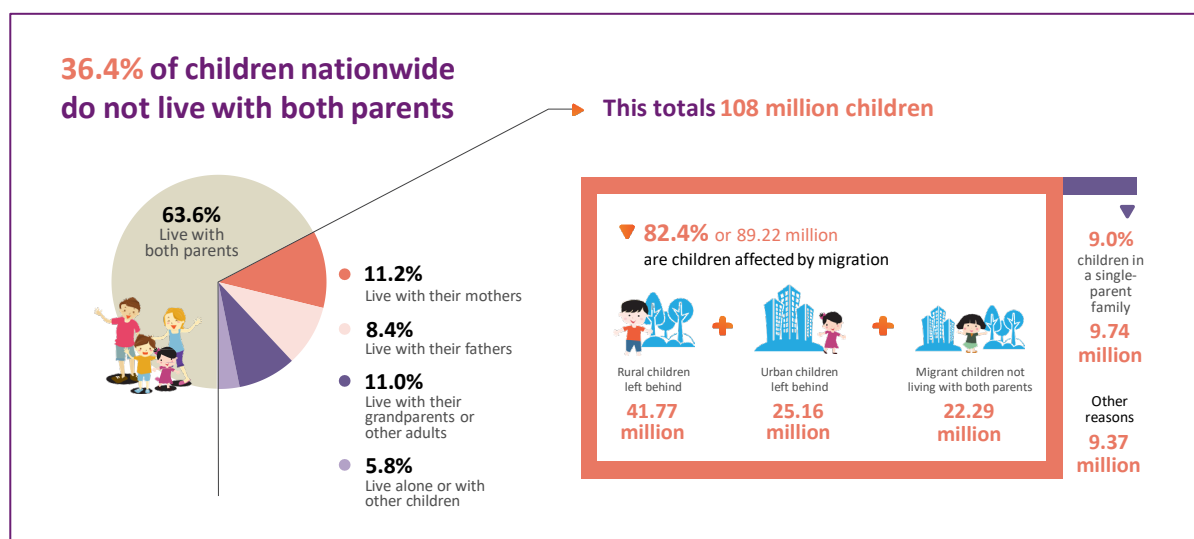 36.4% of children nationwide
do not live with both parents
This totals 108 million children
63.6%
Live with
both parents
11.2%
Live with their mothers
8.4%
Live with their fathers
11.0%
Live with their
grandparents or
other adults
5.8%
Live alone or with
other children
82.4% or 89.22 million
are children affected by migration
Rural children
left behind
41.77
million
Urban children
left behind
25.16
million
Migrant children not
living with both parents
22.29
million
9.0%
children in
a single-
parent
family
9.74
million
Other
reasons
9.37
million